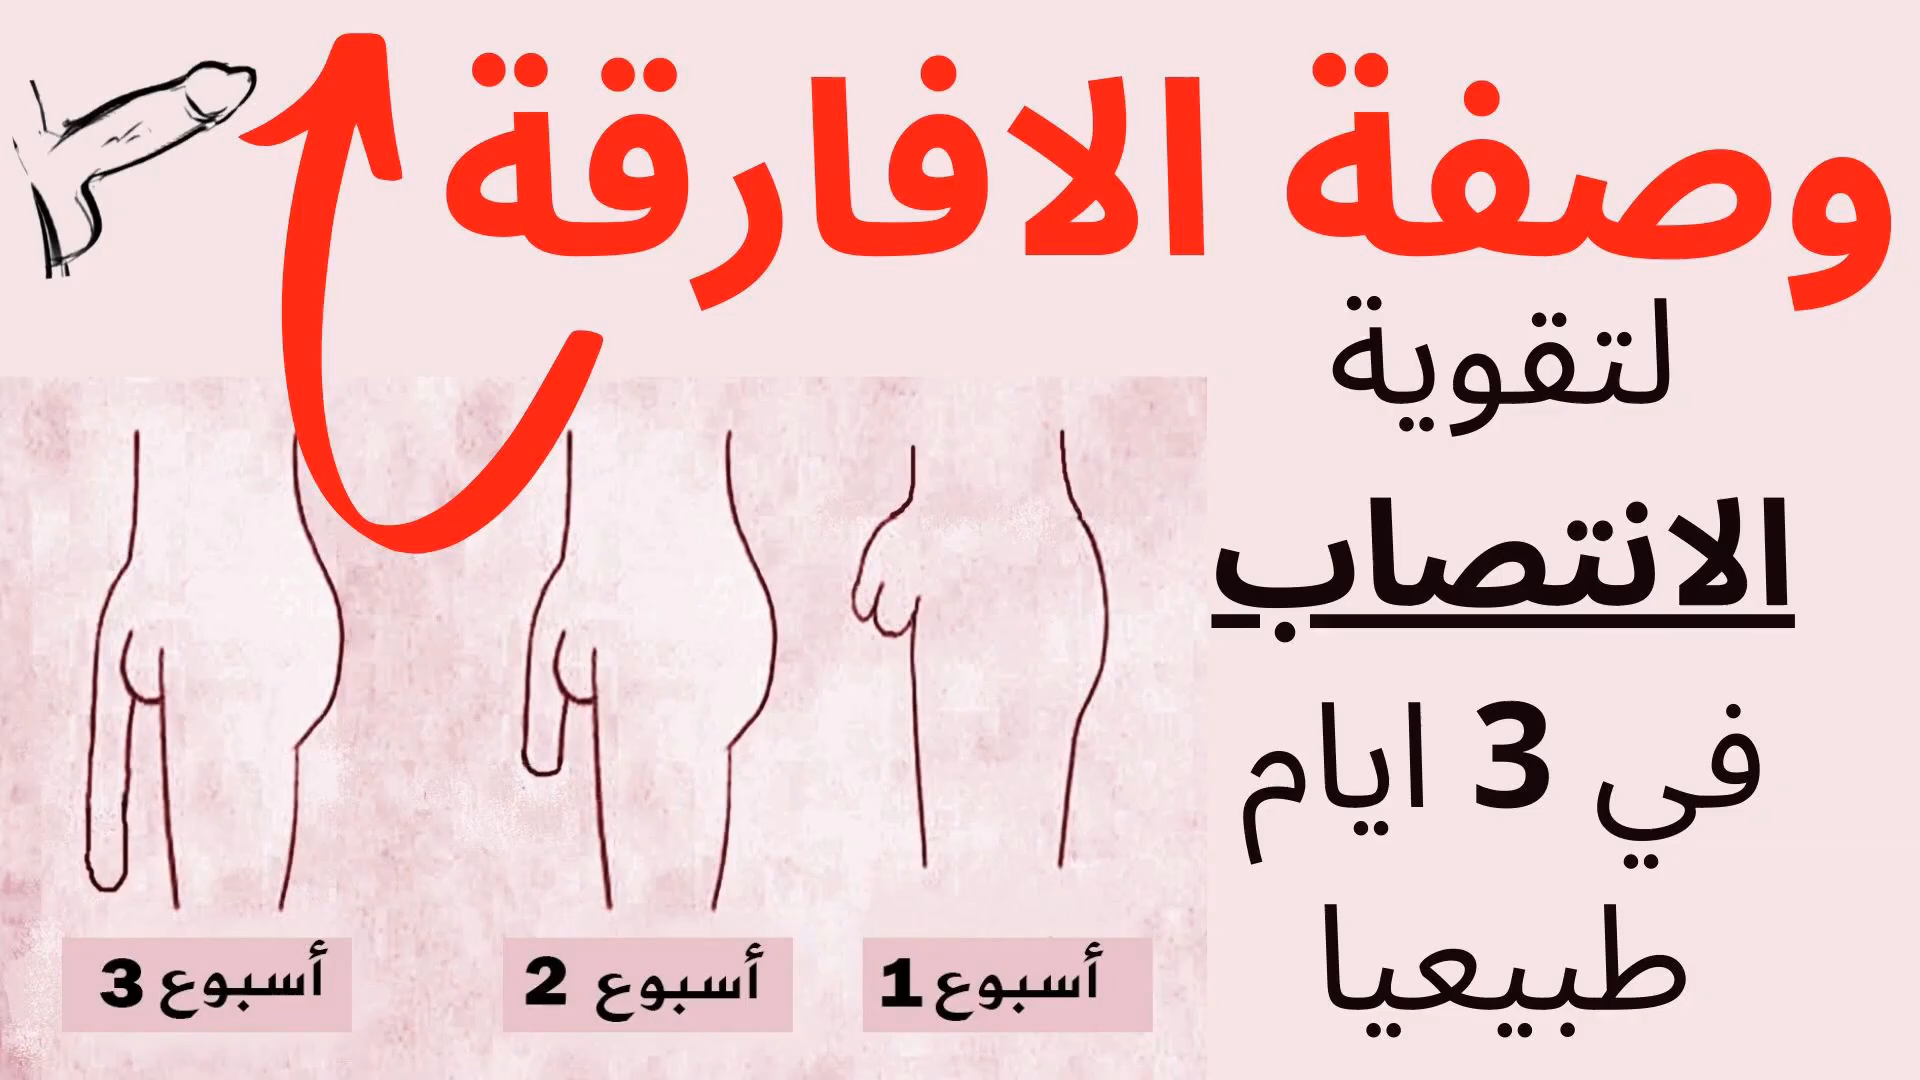 وصفة الافارقة
لتقوية
الانتصاب
في 3 ايام
طبيعيا
أسبوع 1
أسبوع 2
أسبوع 3